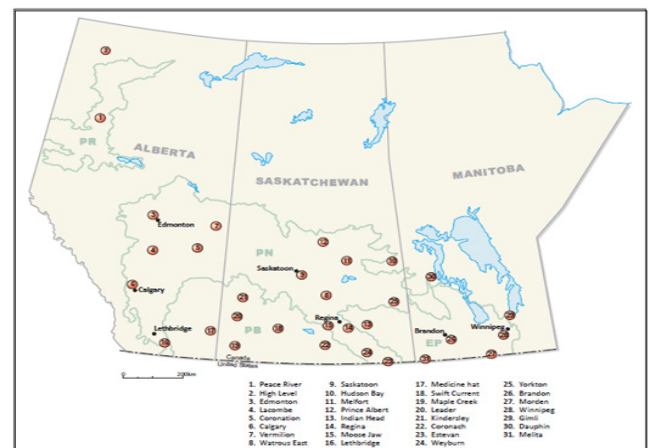 PR
ALBERTA
SASKATCHEWAN
MANITOBA
Edmonton
PN
Saskatoon
Calgary
Regina
Lethbridge
PB
Brandon
Winnipeg
EP
Canada
United States
0 200km
1. Peace River
2. High Level
3. Edmonton
4. Lacombe
5. Coronation
6. Calgary
7. Vermilion
8. Watrous East
9. Saskatoon
10. Hudson Bay
11. Melfort
12. Prince Albert
13. Indian Head
14. Regina
15. Moose Jaw
16. Lethbridge
17. Medicine hat
18. Swift Current
19. Maple Creek
20. Leader
21. Kindersley
22. Coronach
23. Estevan
24. Weyburn
25. Yorkton
26. Brandon
27. Morden
28. Winnipeg
29. Gimli
30. Dauphin
31. Melita